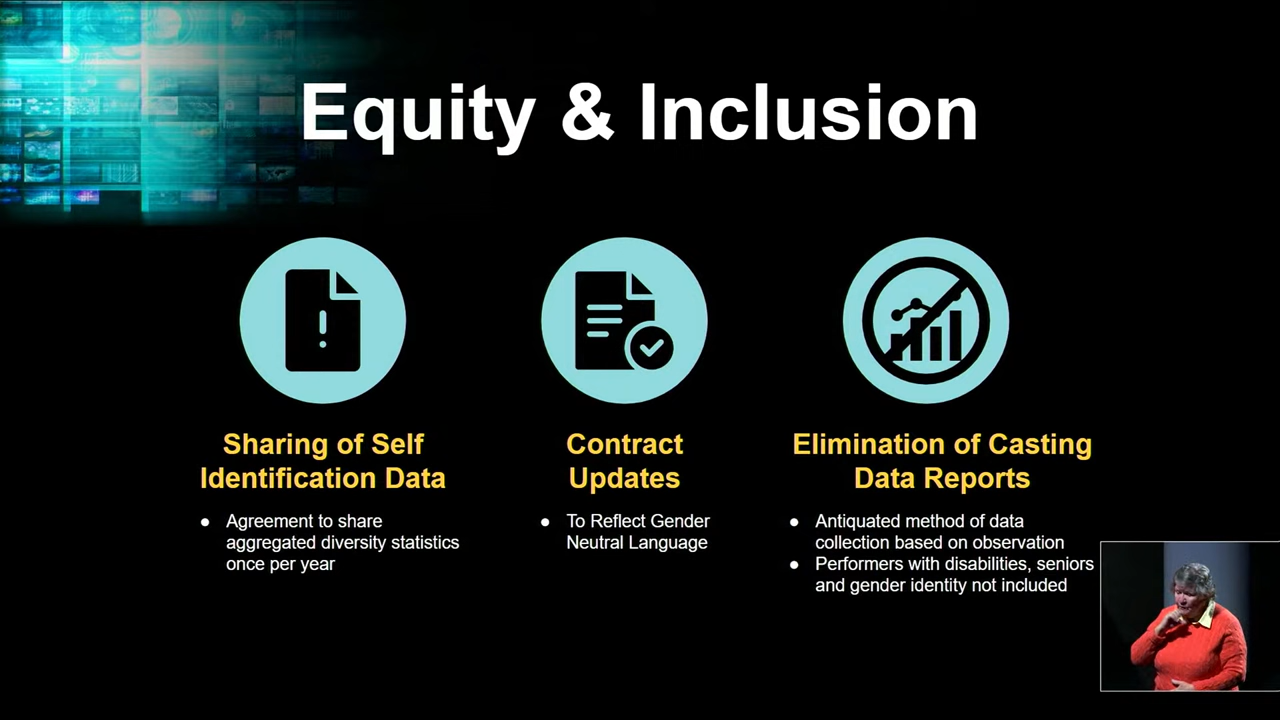 Equity & Inclusion
Sharing of Self
Identification Data
● Agreement to share
aggregated diversity statistics
once per year
Contract
Updates
● To Reflect Gender
Neutral Language
Elimination of Casting
Data Reports
● Antiquated method of data
collection based on observation
● Performers with disabilities, seniors
and gender identity not included